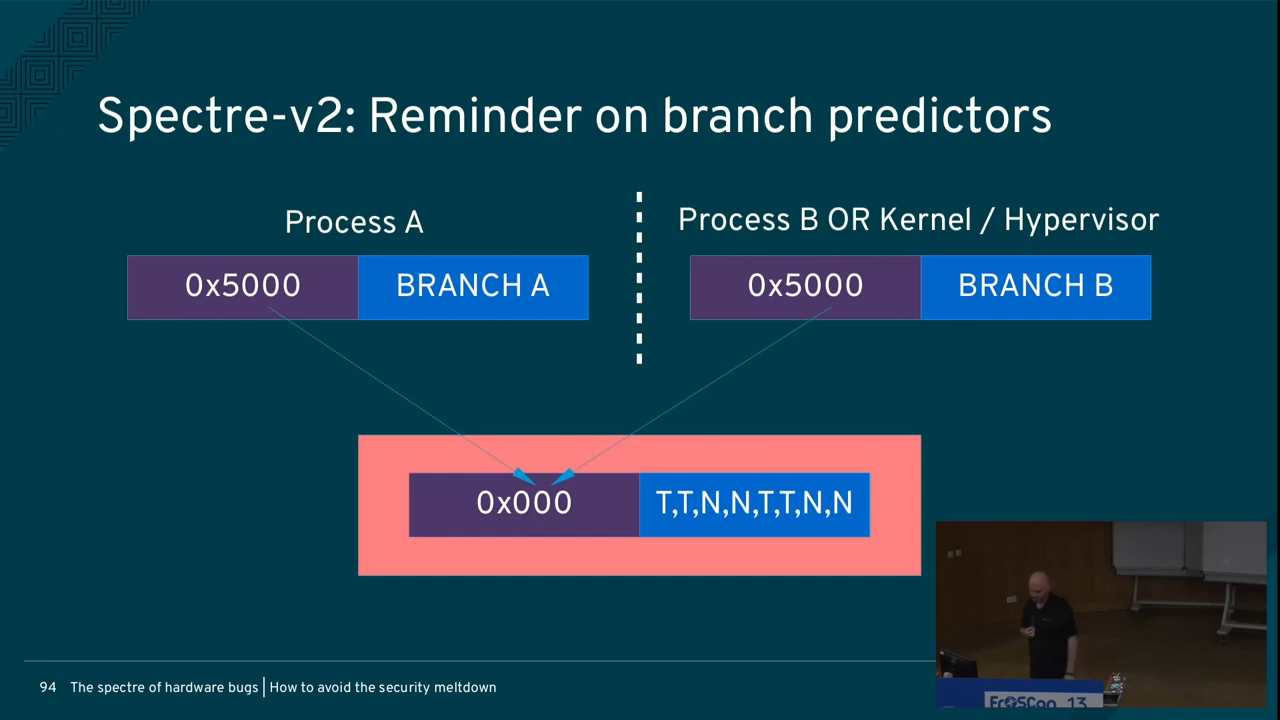 Spectre-v2: Reminder on branch predictors
Process A
Process B OR Kernel / Hypervisor
0x5000
BRANCH A
0x5000
BRANCH B
0x000
T,T,N,N,T,T,N,N
94 The spectre of hardware bugs | How to avoid the security meltdown
FrOSCon 13